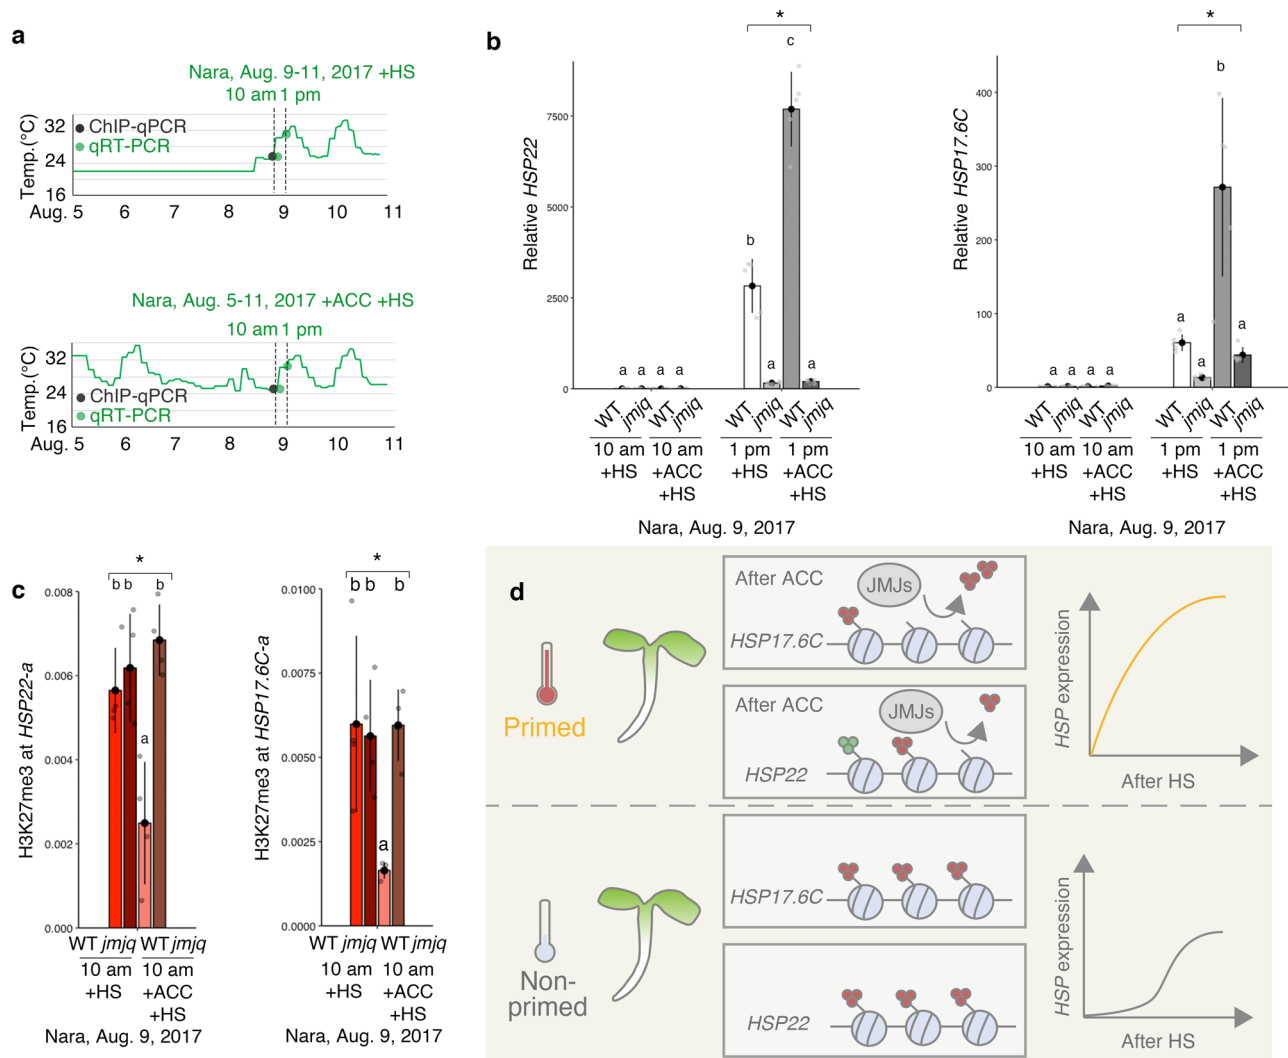 a
Nara, Aug. 9-11, 2017 +HS
10 am 1 pm
Temp.(°C)
32
24
16
ChIP-qPCR
qRT-PCR
Aug. 5 6 7 8 9 10 11
Nara, Aug. 5-11, 2017 +ACC +HS
10 am 1 pm
Temp.(°C)
32
24
16
ChIP-qPCR
qRT-PCR
Aug. 5 6 7 8 9 10 11
b
Relative HSP22
7500
5000
2500
0
*
a a a a b a c a
WT jmjq WT jmjq WT jmjq WT jmjq
10 am 10 am 1 pm 1 pm
+HS +ACC +HS +ACC
+HS +HS
Nara, Aug. 9, 2017
Relative HSP17.6C
400
300
200
100
0
*
a a a a a a b a
WT jmjq WT jmjq WT jmjq WT jmjq
10 am 10 am 1 pm 1 pm
+HS +ACC +HS +ACC
+HS +HS
Nara, Aug. 9, 2017
c
H3K27me3 at HSP22-a
0.008
0.006
0.004
0.002
0.000
*
b b a b
WT jmjq WT jmjq
10 am 10 am
+HS +ACC
+HS
Nara, Aug. 9, 2017
H3K27me3 at HSP17.6C-a
0.0100
0.0075
0.0050
0.0025
0.0000
*
b b a b
WT jmjq WT jmjq
10 am 10 am
+HS +ACC
+HS
Nara, Aug. 9, 2017
d
Primed
After ACC
JMJs
HSP17.6C
After ACC
JMJs
HSP22
HSP expression
After HS
Non-
primed
HSP17.6C
HSP22
HSP expression
After HS